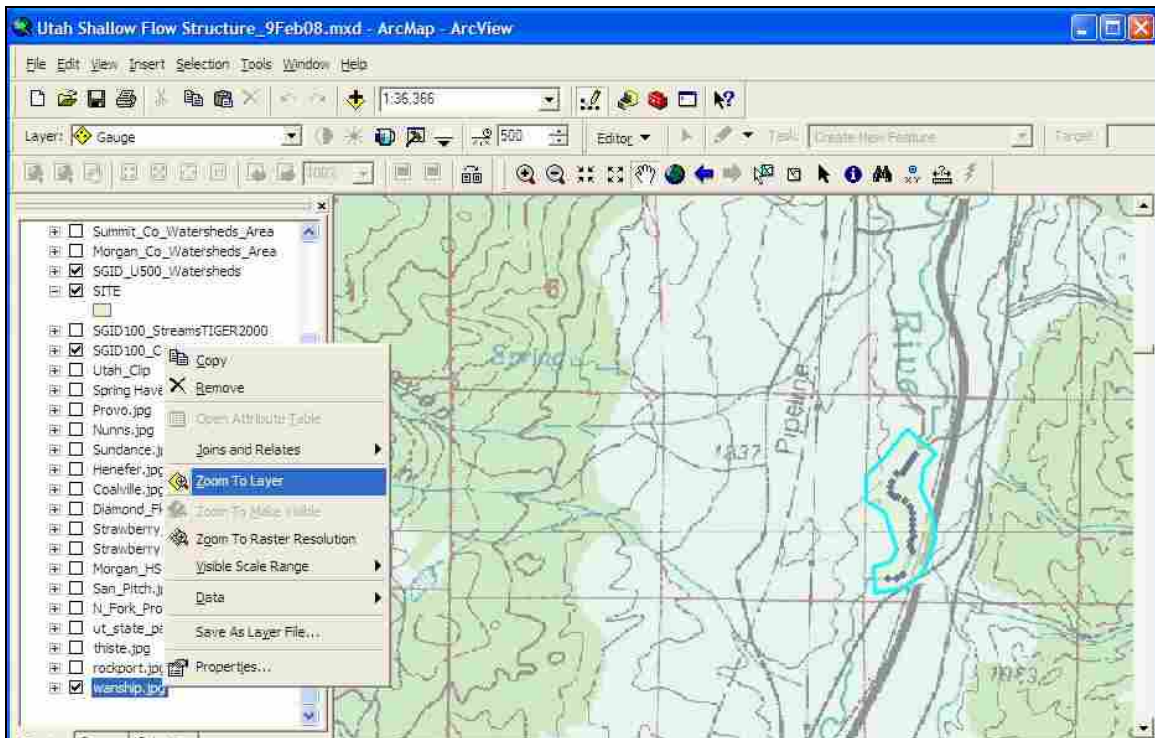 Utah Shallow Flow Structure_9Feb08.mxd - ArcMap - ArcView
File Edit View Insert Selection Tools Window Help
1:36,366
Layer: Gauge 500 Editor Task: Create New Feature Target:
100%
Summit_Co_Watersheds_Area
Morgan_Co_Watersheds_Area
SGID_U500_Watersheds
SITE
SGID100_StreamsTIGER2000
SGID100_C
Utah_Clip
Spring Have
Provo.jpg
Nunns.jpg
Sundance.j
Henefer.jpg
Coalville.jpg
Diamond_F
Strawberry
Strawberry
Morgan_HS
San_Pitch.j
N_Fork_Pro
ut_state_pa
thiste.jpg
rockport.jpg
wanship.jpg
Copy
Remove
Open Attribute Table
Joins and Relates
Zoom To Layer
Zoom To Make Visible
Zoom To Raster Resolution
Visible Scale Range
Data
Save As Layer File...
Properties...
6
Spring
River
Pipeline
1837